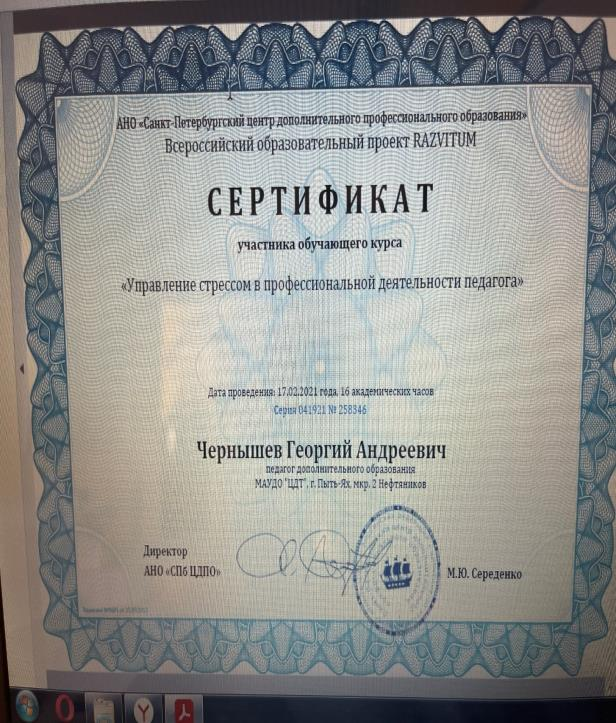 АНО «Санкт-Петербургский центр дополнительного профессионального образования»
Всероссийский образовательный проект RAZVITUM
СЕРТИФИКАТ
участника обучающего курса
«Управление стрессом в профессиональной деятельности педагога»
Дата проведения: 17.02.2021 года, 16 академических часов
Серия 041921 № 258346
Чернышев Георгий Андреевич
педагог дополнительного образования
МАУДО "ЦДТ", г. Пыть-Ях, мкр. 2 Нефтяников
Директор
АНО «СПб ЦДПО»
М.Ю. Середенко